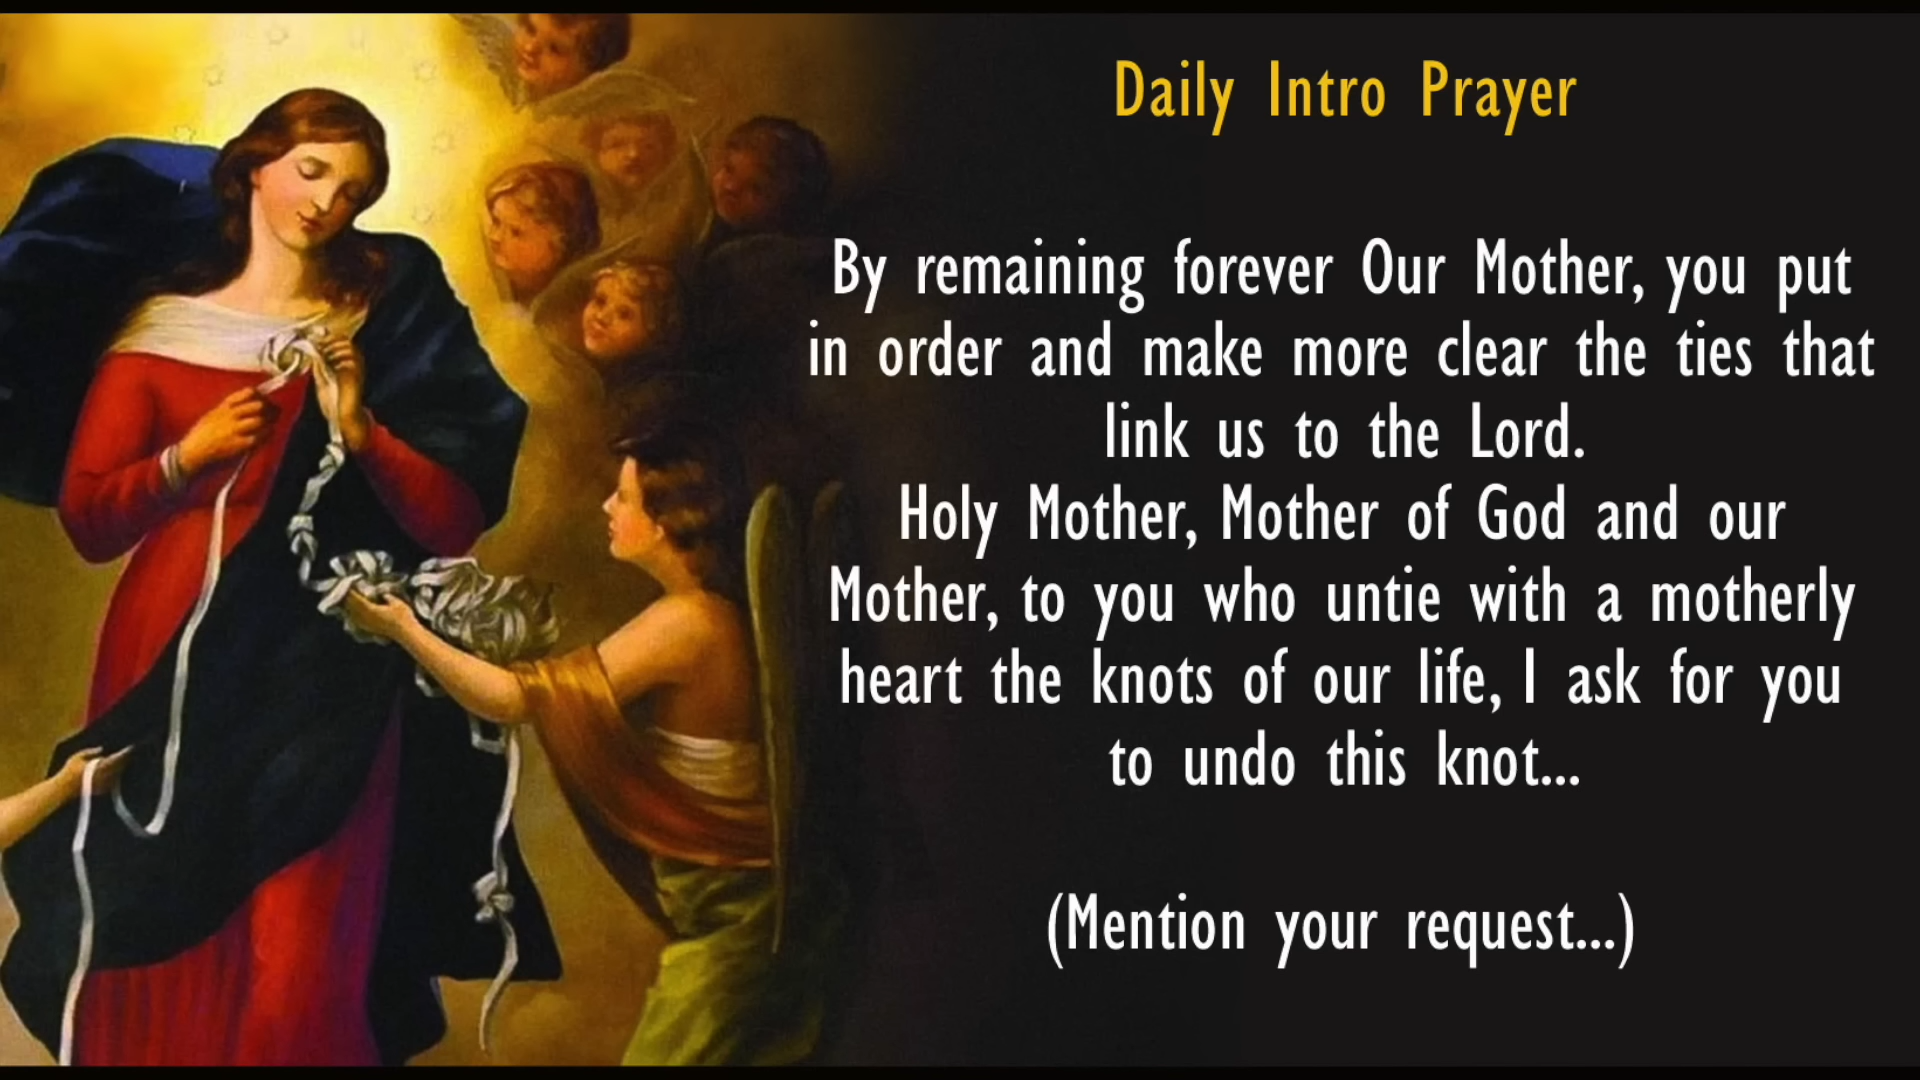 Daily Intro Prayer
By remaining forever Our Mother, you put
in order and make more clear the ties that
link us to the Lord.
Holy Mother, Mother of God and our
Mother, to you who untie with a motherly
heart the knots of our life, I ask for you
to undo this knot...
(Mention your request...)